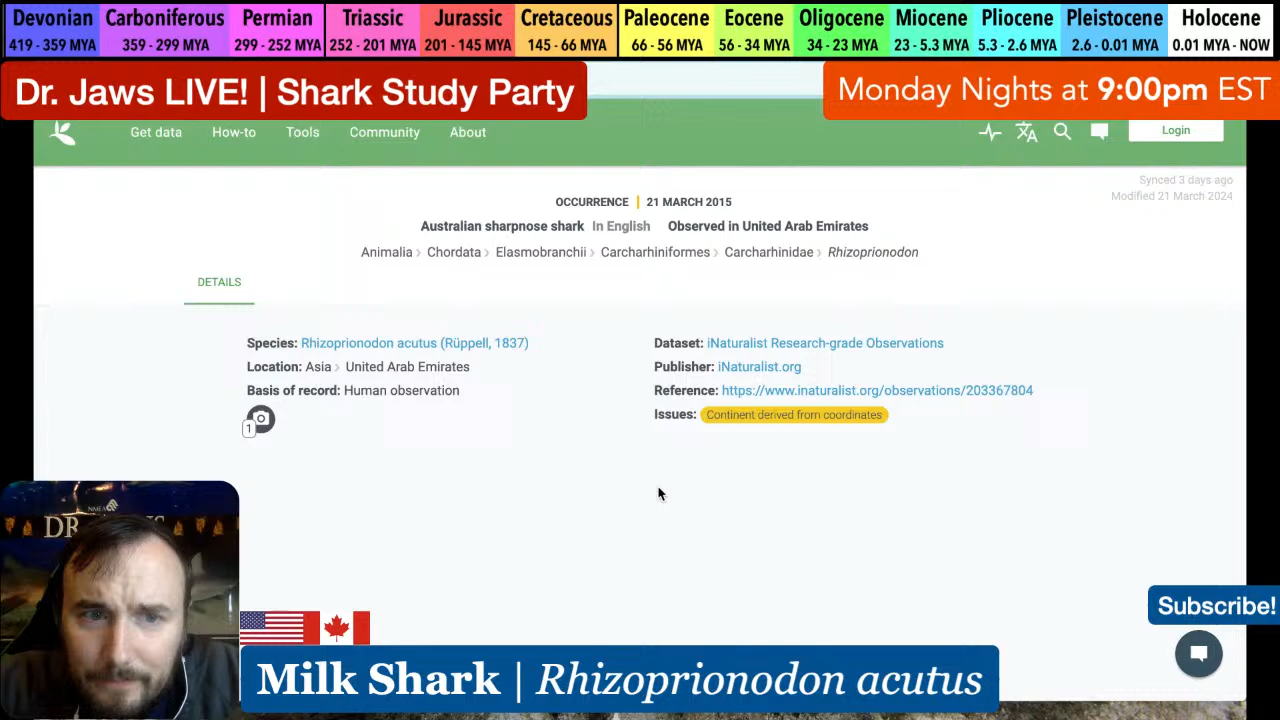 Devonian Carboniferous Permian Triassic Jurassic Cretaceous Paleocene Eocene Oligocene Miocene Pliocene Pleistocene Holocene
419 - 359 MYA 359 - 299 MYA 299 - 252 MYA 252 - 201 MYA 201 - 145 MYA 145 - 66 MYA 66 - 56 MYA 56 - 34 MYA 34 - 23 MYA 23 - 5.3 MYA 5.3 - 2.6 MYA 2.6 - 0.01 MYA 0.01 MYA - NOW
Dr. Jaws LIVE! | Shark Study Party
Monday Nights at 9:00pm EST
Get data How-to Tools Community About Login
Synced 3 days ago
Modified 21 March 2024
OCCURRENCE | 21 MARCH 2015
Australian sharpnose shark In English Observed in United Arab Emirates
Animalia › Chordata › Elasmobranchii › Carcharhiniformes › Carcharhinidae › Rhizoprionodon
DETAILS
Species: Rhizoprionodon acutus (Rüppell, 1837)
Location: Asia › United Arab Emirates
Basis of record: Human observation
1
Dataset: iNaturalist Research-grade Observations
Publisher: iNaturalist.org
Reference: https://www.inaturalist.org/observations/203367804
Issues: Continent derived from coordinates
Subscribe!
Milk Shark | Rhizoprionodon acutus